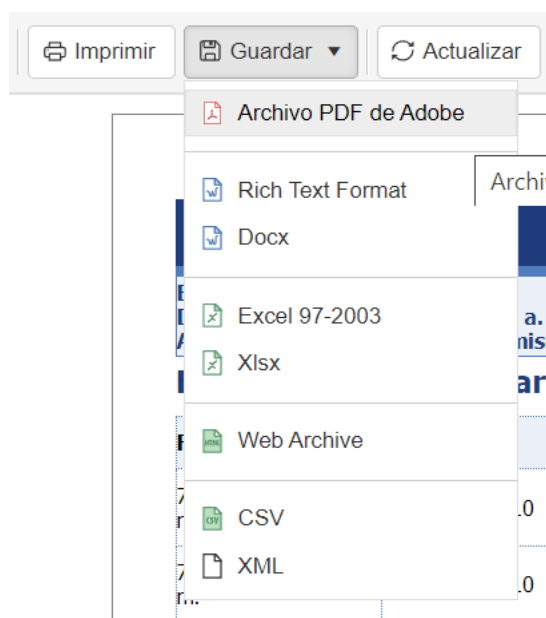 Imprimir Guardar Actualizar
Archivo PDF de Adobe
Rich Text Format
Docx
Excel 97-2003
a.
Xlsx
Web Archive
CSV
XML